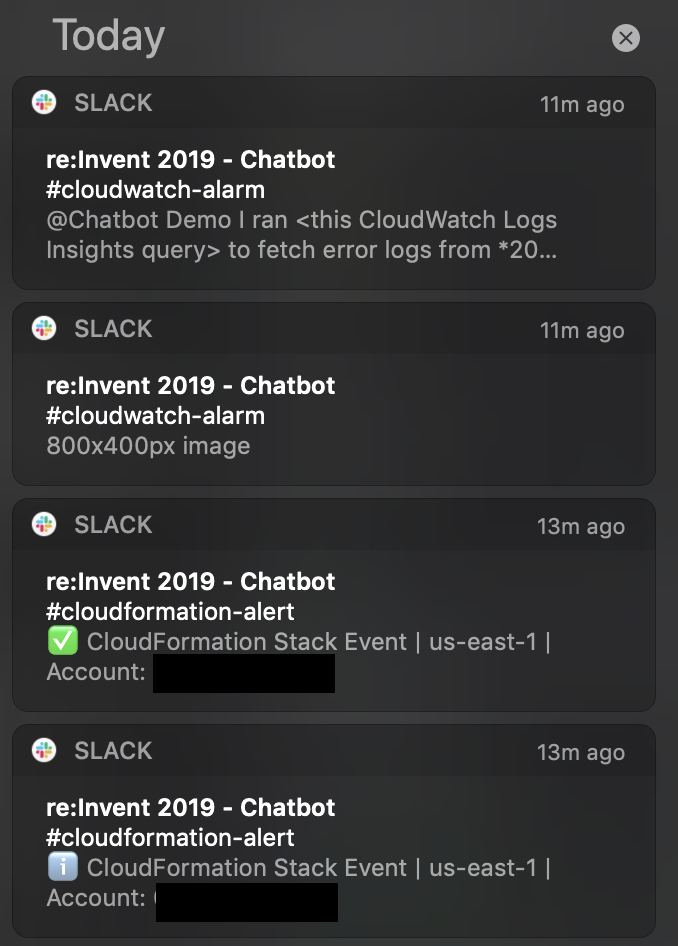 Today
SLACK
11m ago
re:Invent 2019 - Chatbot
#cloudwatch-alarm
@Chatbot Demo I ran <this CloudWatch Logs
Insights query> to fetch error logs from *20...
SLACK
11m ago
re:Invent 2019 - Chatbot
#cloudwatch-alarm
800x400px image
SLACK
13m ago
re:Invent 2019 - Chatbot
#cloudformation-alert
✅ CloudFormation Stack Event | us-east-1 |
Account:
SLACK
13m ago
re:Invent 2019 - Chatbot
#cloudformation-alert
ℹ️ CloudFormation Stack Event | us-east-1 |
Account: